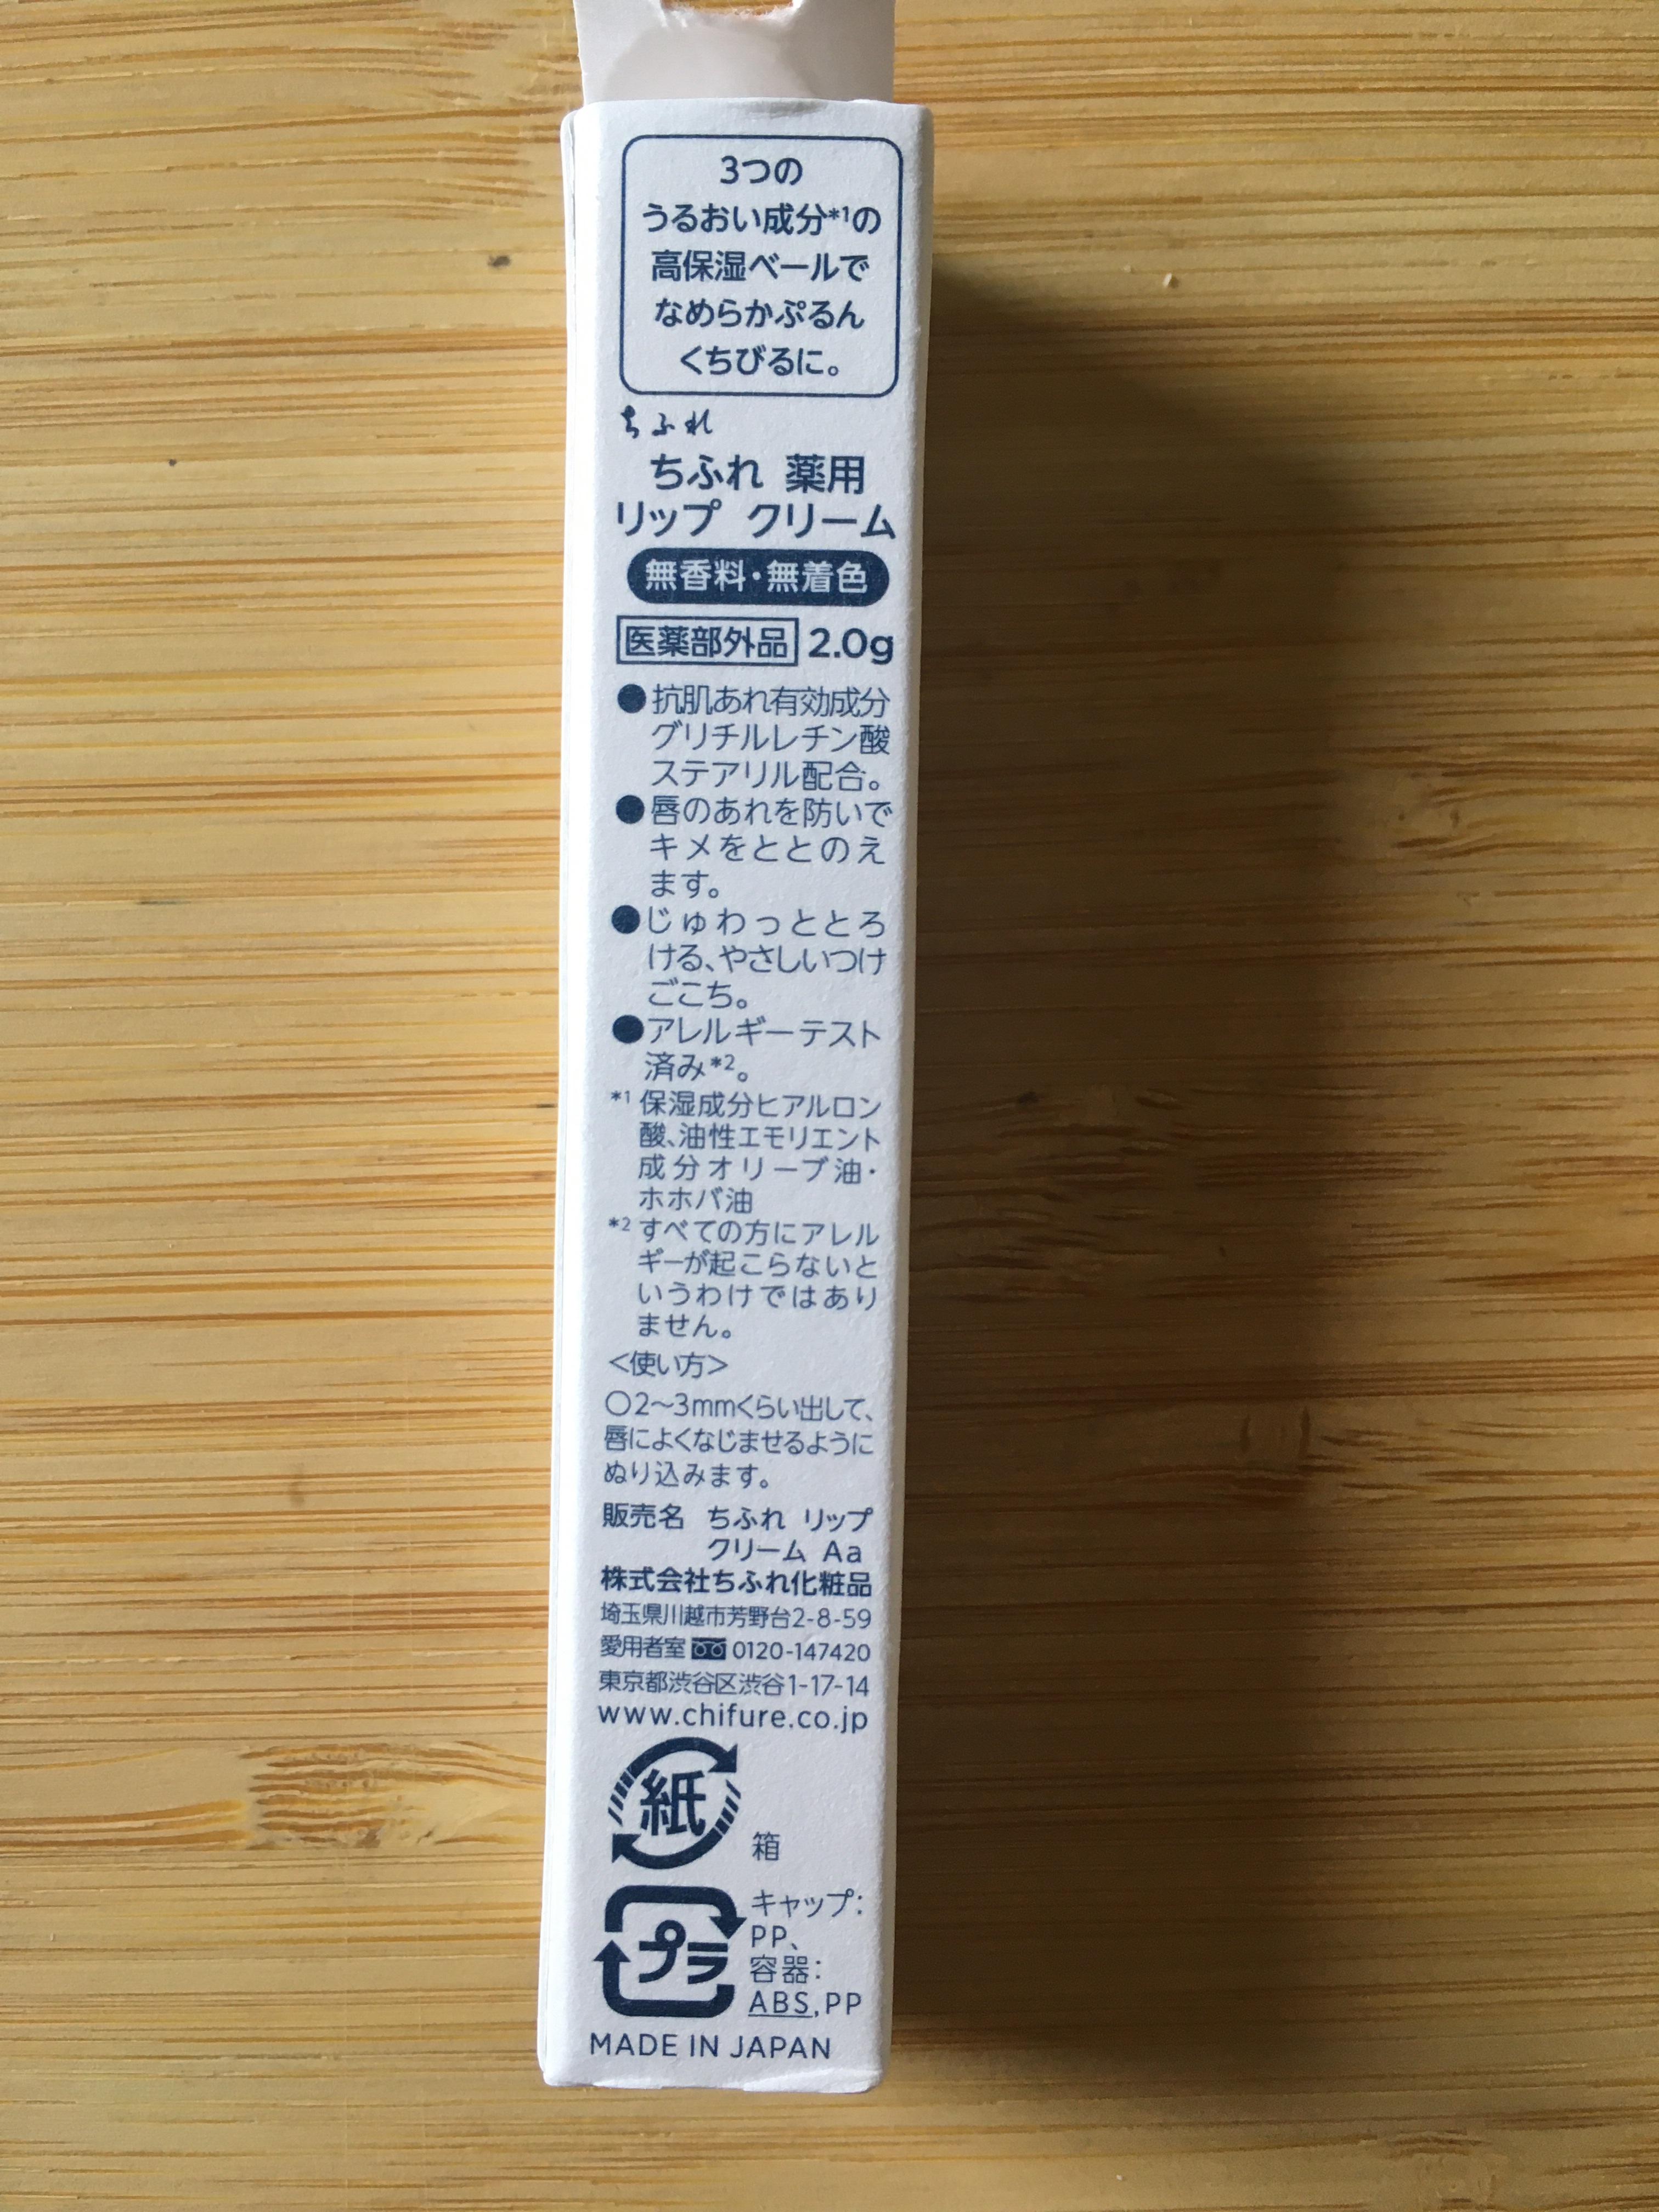 3つの
うるおい成分*1の
高保湿ベールで
なめらかぷるん
くちびるに。
ちふれ
ちふれ 薬用
リップ クリーム
無香料・無着色
医薬部外品 2.0g
●抗肌あれ有効成分
グリチルレチン酸
ステアリル配合。
●唇のあれを防いで
キメをととのえ
ます。
●じゅわっととろ
ける、やさしいつけ
ごこち。
●アレルギーテスト
済み*2。
*1 保湿成分ヒアルロン
酸、油性エモリエント
成分オリーブ油・
ホホバ油
*2 すべての方にアレル
ギーが起こらないと
いうわけではあり
ません。
<使い方>
○2~3mmくらい出して、
唇によくなじませるように
ぬり込みます。
販売名 ちふれ リップ
クリーム Aa
株式会社ちふれ化粧品
埼玉県川越市芳野台2-8-59
愛用者室 0120-147420
東京都渋谷区渋谷1-17-14
www.chifure.co.jp
紙
箱
プラ
キャップ:
PP、
容器:
ABS,PP
MADE IN JAPAN